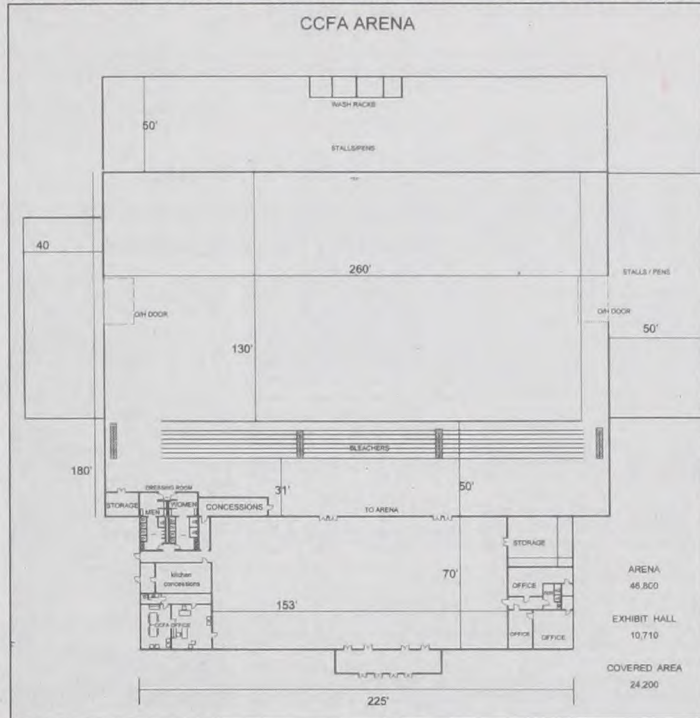 CCFA ARENA
WASH RACKS
50'
STALLS/PENS
40
260'
STALLS / PENS
O/H DOOR
O/H DOOR
50'
130'
BLEACHERS
180'
31'
50'
DRESSING ROOM
STORAGE
MEN
WOMEN
CONCESSIONS
TO ARENA
STORAGE
kitchen
concessions
70'
ARENA
46,800
OFFICE
153'
EXHIBIT HALL
10,710
CCFA OFFICE
OFFICE
OFFICE
COVERED AREA
24,200
225'